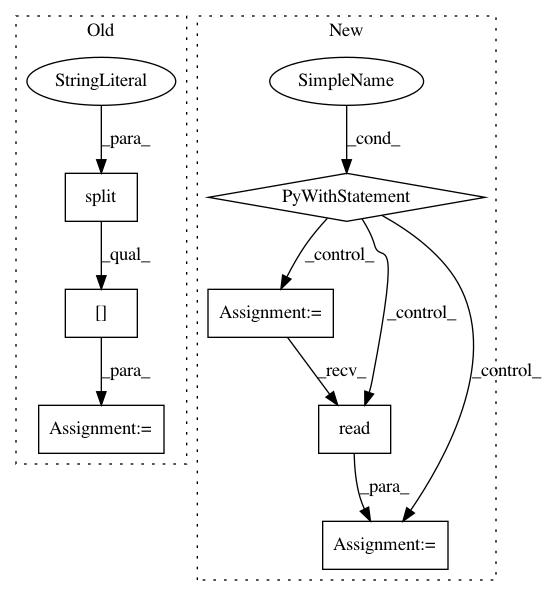 Old
New
StringLiteral
SimpleName
_para_
_cond_
split
PyWithStatement
_qual_
_control_
_control_
_control_
[]
Assignment:=
_para_
_recv_
Assignment:=
read
_para_
Assignment:=